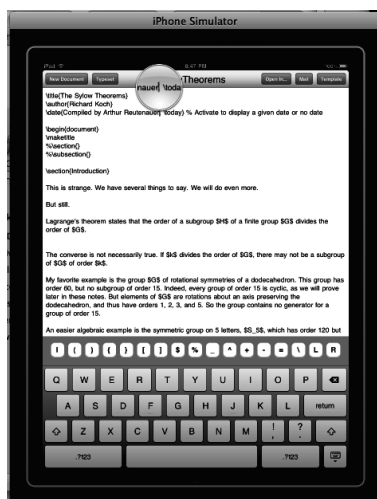 iPhone Simulator
iPad
6:47 PM
New Document
Typeset
Theorems
Open In...
Mail
Template
nauer, \toda
\title{The Sylow Theorems}
\author{Richard Koch}
\date{Compiled by Arthur Reutenauer, \today} % Activate to display a given date or no date
\begin{document}
\maketitle
%\section{}
%\subsection{}
\section{Introduction}
This is strange. We have several things to say. We will do even more.
But still.
Lagrange's theorem states that the order of a subgroup $H$ of a finite group $G$ divides the
order of $G$.
The converse is not necessarily true. If $k$ divides the order of $G$, there may not be a subgroup
of $G$ of order $k$.
My favorite example is the group $G$ of rotational symmetries of a dodecahedron. This group has
order 60, but no subgroup of order 15. Indeed, every group of order 15 is cyclic, as we will prove
later in these notes. But elements of $G$ are rotations about an axis preserving the
dodecahedron, and thus have orders 1, 2, 3, and 5. So the group contains no generator for a
group of order 15.
An easier algebraic example is the symmetric group on 5 letters, $S_5$, which has order 120 but
( ) { } [ ] $ % _ ^ + - = \ L R
Q W E R T Y U I O P
A S D F G H J K L return
Z X C V B N M ! , ? .
.?123 .?123